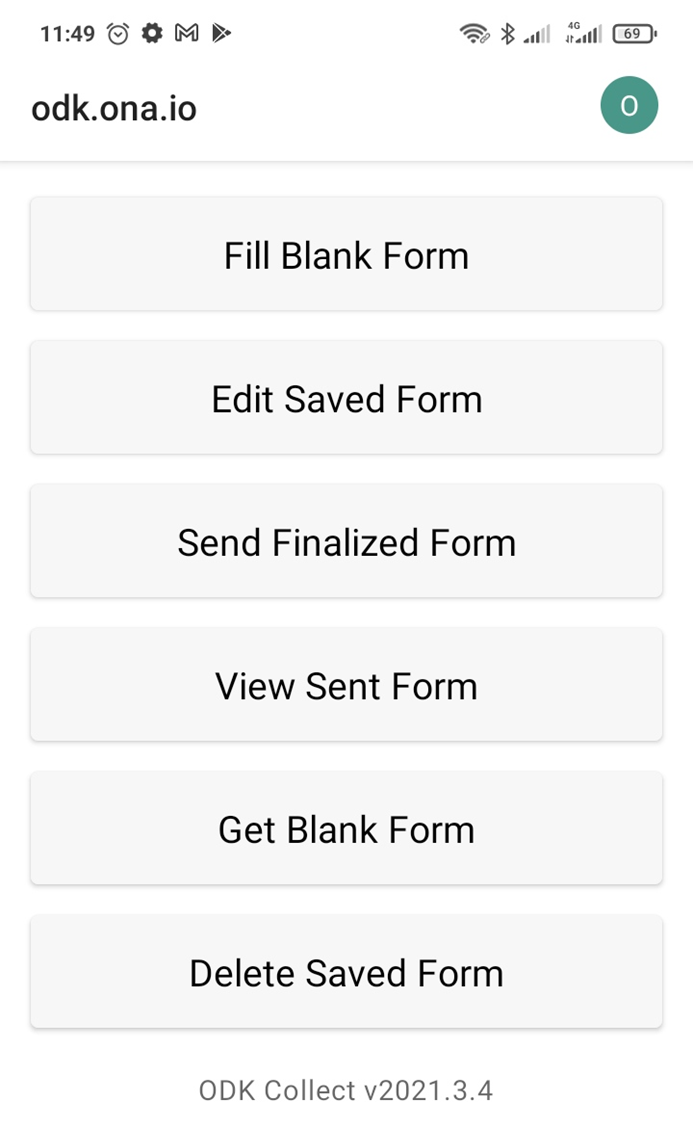 11:49 4G 69
odk.ona.io O
Fill Blank Form
Edit Saved Form
Send Finalized Form
View Sent Form
Get Blank Form
Delete Saved Form
ODK Collect v2021.3.4